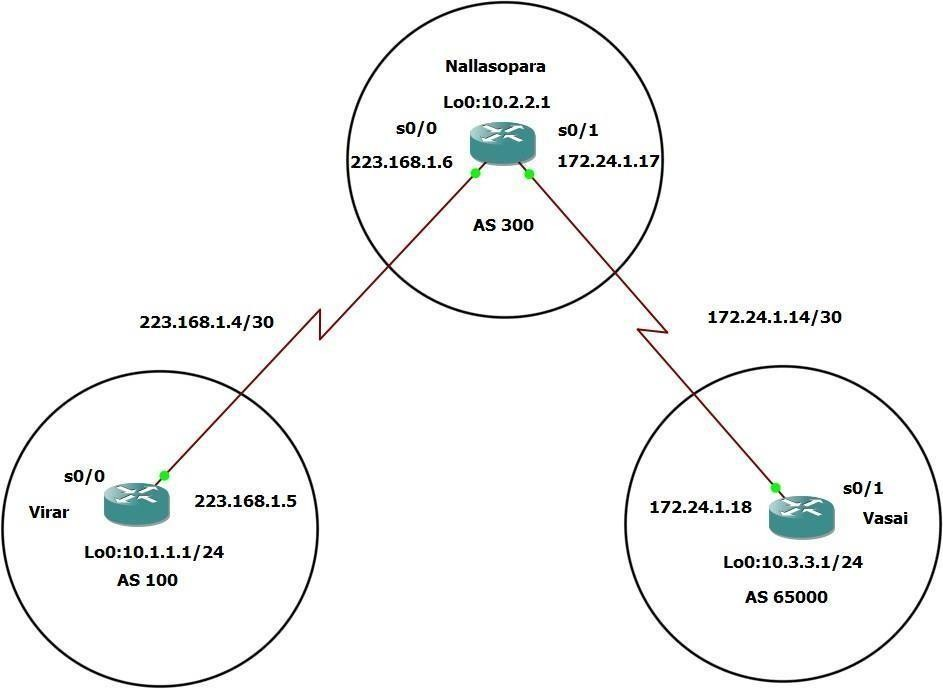 Nallasopara
Lo0:10.2.2.1
s0/0
s0/1
223.168.1.6
172.24.1.17
AS 300
223.168.1.4/30
172.24.1.14/30
s0/0
Virar
223.168.1.5
Lo0:10.1.1.1/24
AS 100
s0/1
172.24.1.18
Vasai
Lo0:10.3.3.1/24
AS 65000